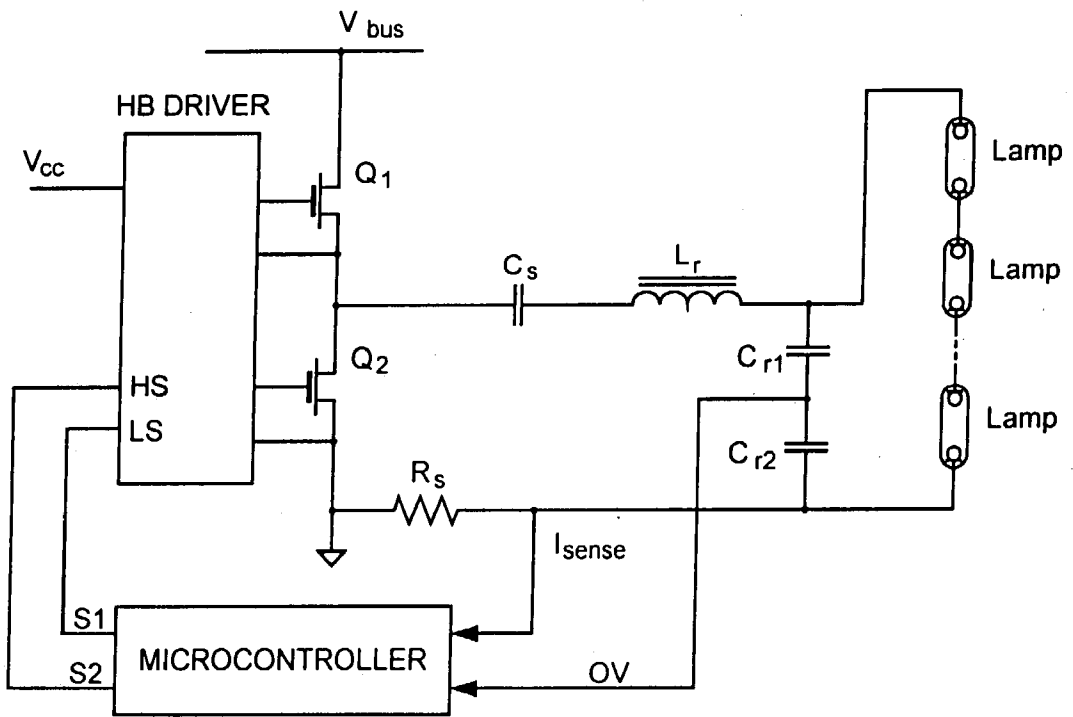 V bus
HB DRIVER
Vcc
Q1
Lamp
Cs
Lr
Lamp
Q2
Cr1
HS
LS
Lamp
Cr2
Rs
Isense
S1
MICROCONTROLLER
S2
OV